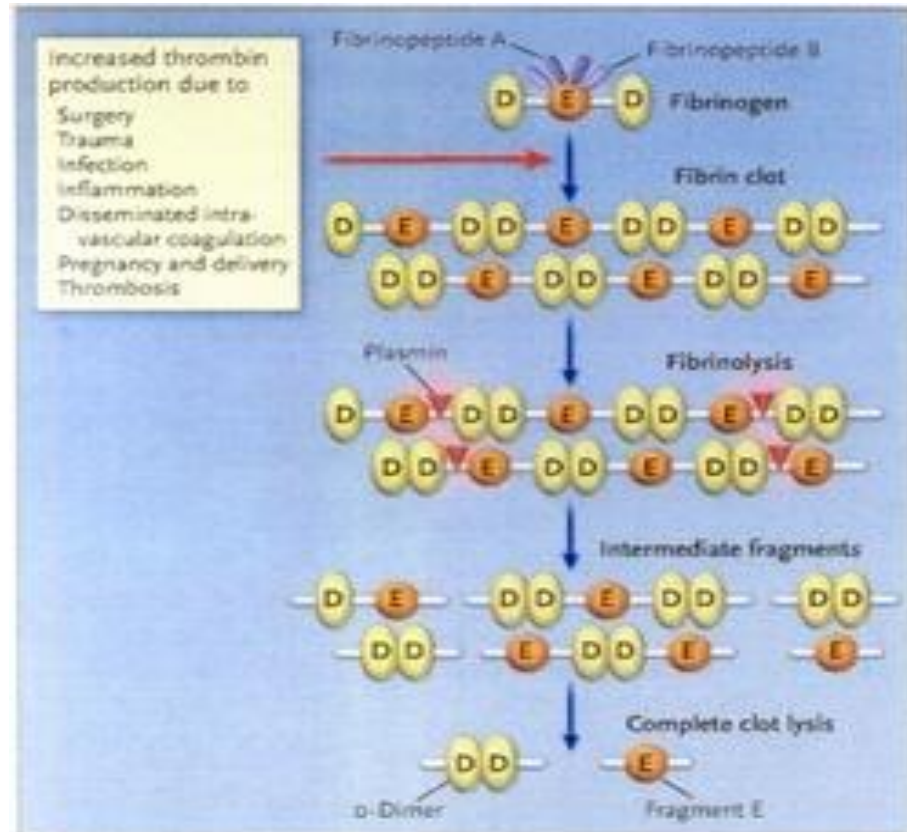 Increased thrombin
production due to
Surgery
Trauma
Infection
Inflammation
Disseminated intra-
vascular coagulation
Pregnancy and delivery
Thrombosis
Fibrinopeptide A
Fibrinopeptide B
D E D
Fibrinogen
Fibrin clot
D E D D E D D E D D
D D E D D E D D E
Plasmin
Fibrinolysis
D E D D E D D E D D
D D E D D E D D E
Intermediate fragments
D E D D E D D D D
D D E D D E E
Complete clot lysis
D D E
D-Dimer
Fragment E